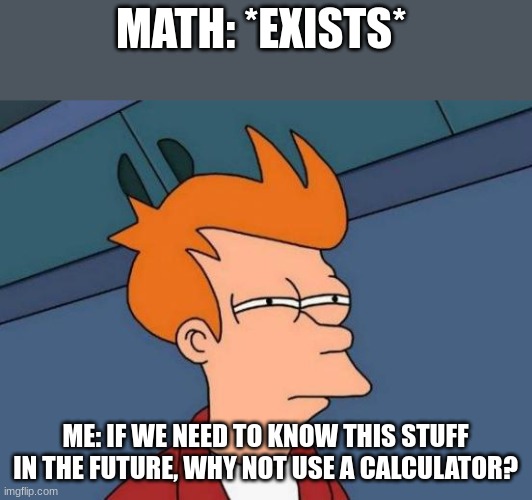 MATH: *EXISTS*
ME: IF WE NEED TO KNOW THIS STUFF
IN THE FUTURE, WHY NOT USE A CALCULATOR?
imgflip.com